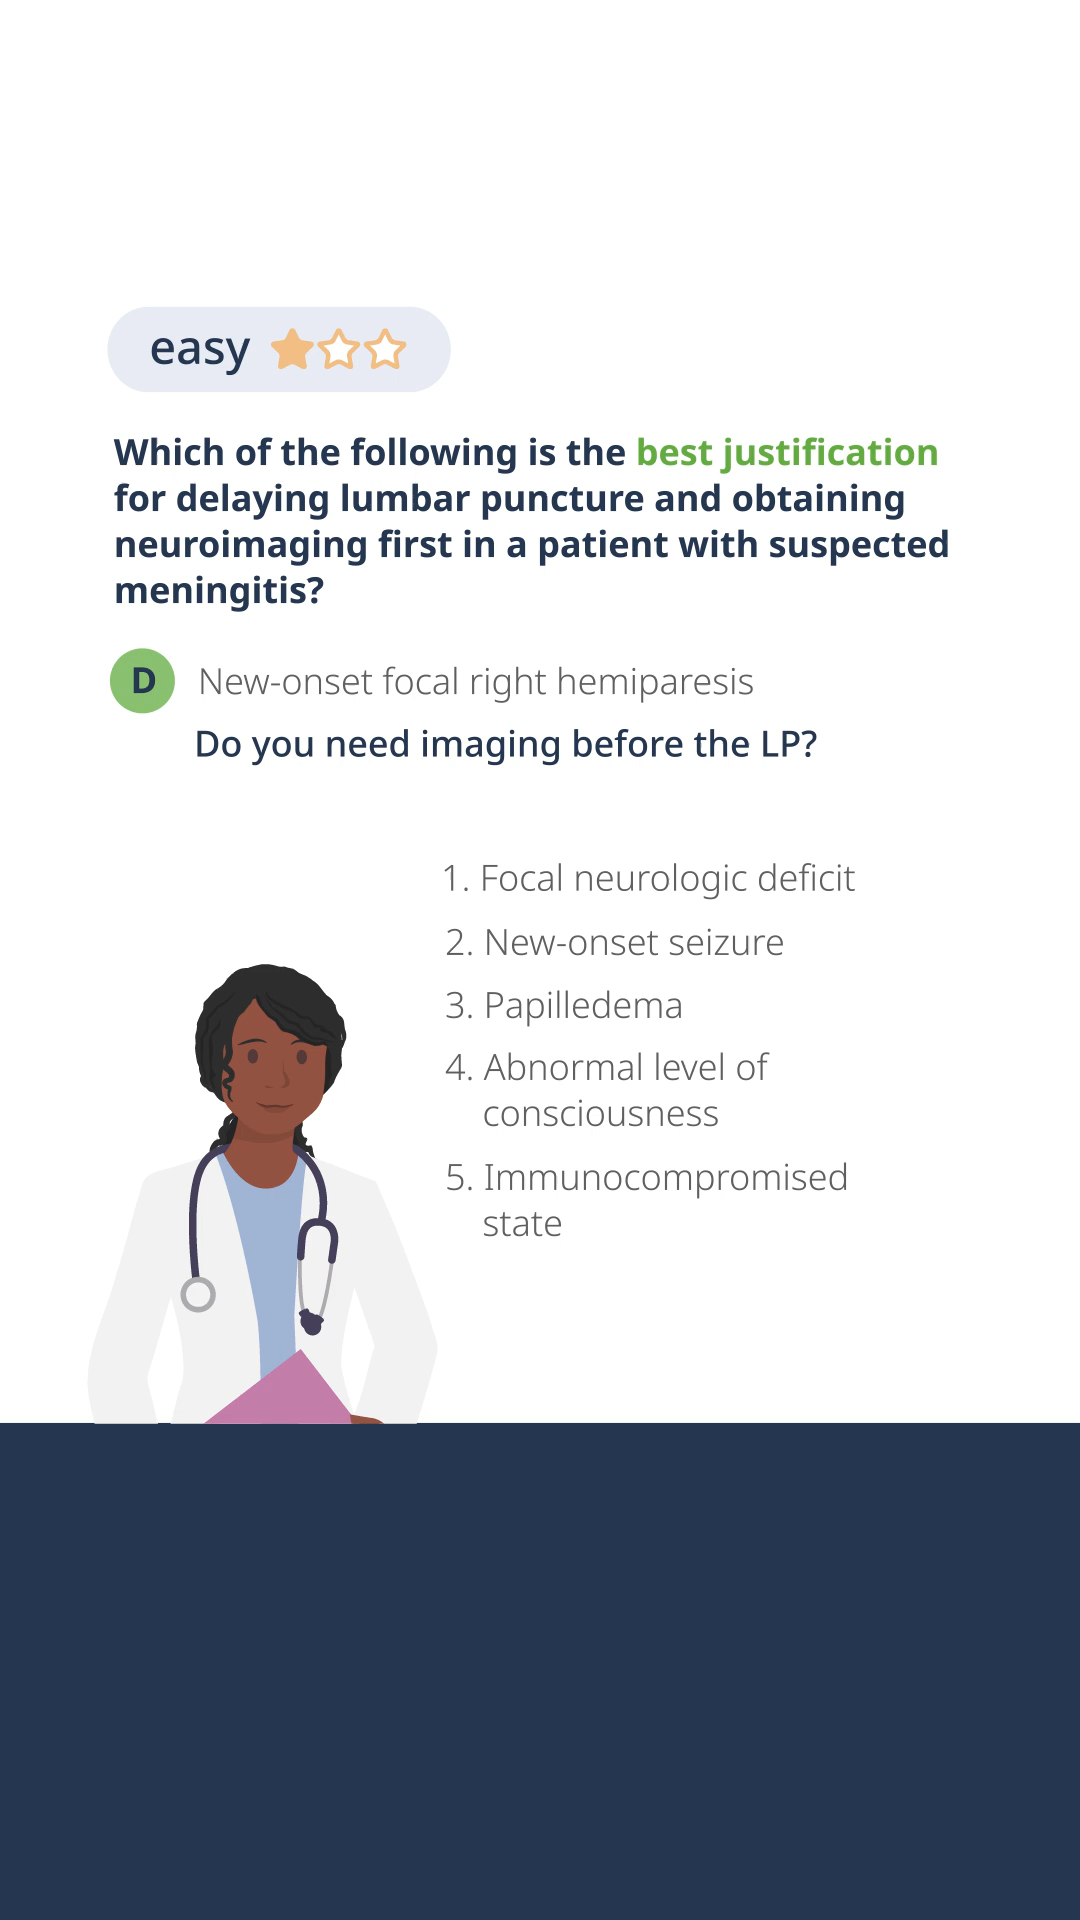 easy
Which of the following is the best justification
for delaying lumbar puncture and obtaining
neuroimaging first in a patient with suspected
meningitis?
D New-onset focal right hemiparesis
Do you need imaging before the LP?
1. Focal neurologic deficit
2. New-onset seizure
3. Papilledema
4. Abnormal level of
consciousness
5. Immunocompromised
state